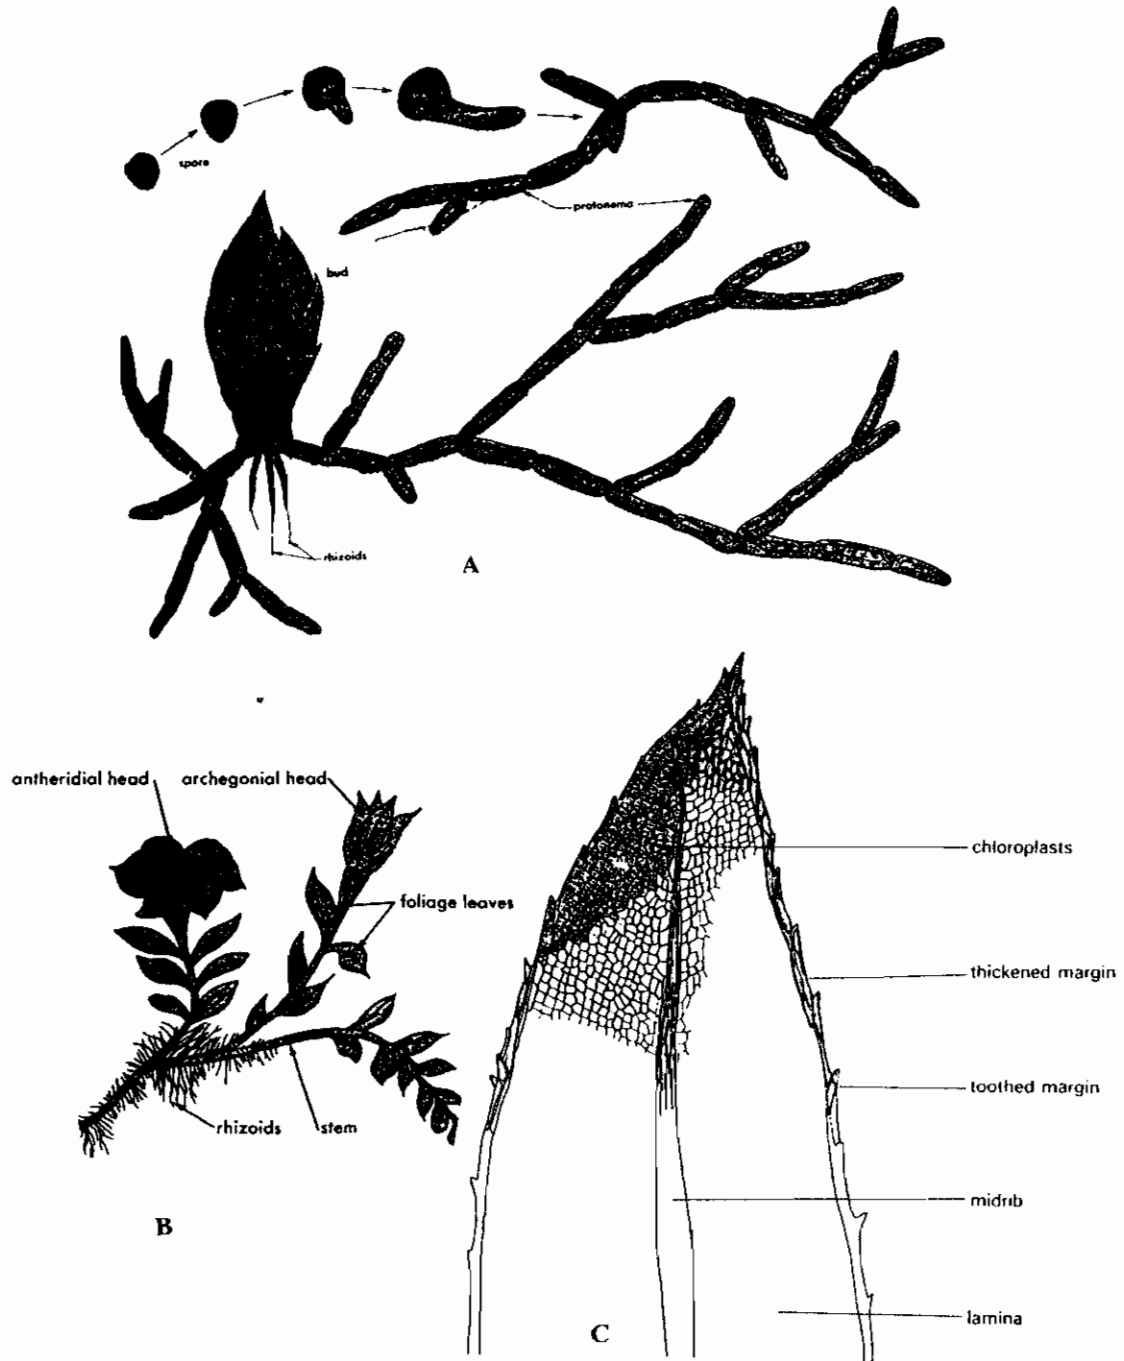 spore
protonema
bud
rhizoids
A
antheridial head
archegonial head
foliage leaves
rhizoids
stem
B
chloroplasts
thickened margin
toothed margin
midrib
lamina
C